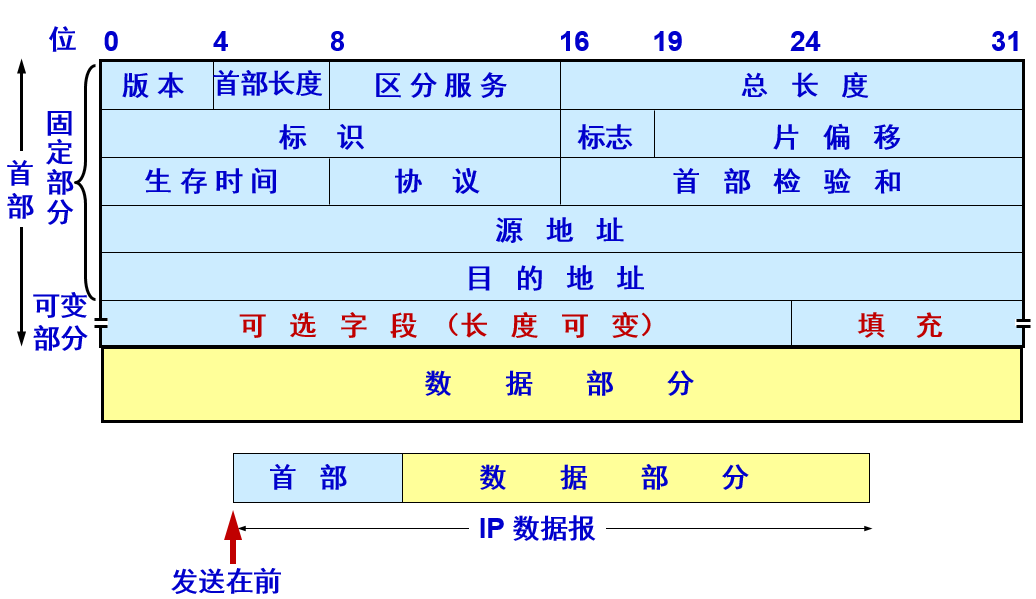 位 0 4 8 16 19 24 31
版本 首部长度 区分服务 总长度
标识 标志 片偏移
生存时间 协议 首部检验和
源地址
目的地址
可选字段（长度可变） 填充
数据部分
首部
固定部分
可变部分
首部 数据部分
IP 数据报
发送在前